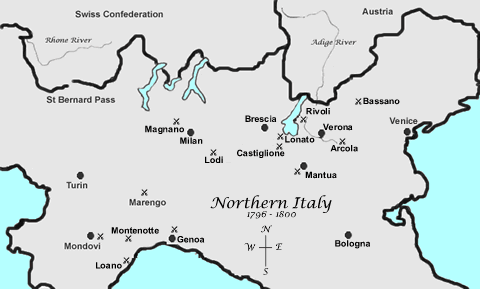 Swiss Confederation
Austria
Rhone River
Adige River
St Bernard Pass
Bassano
Rivoli
Brescia
Venice
Magnano
Verona
Milan
Lonato
Arcola
Lodi
Castiglione
Mantua
Turin
Marengo
Northern Italy
1796 - 1800
N
W E
S
Montenotte
Mondovi
Genoa
Bologna
Loano